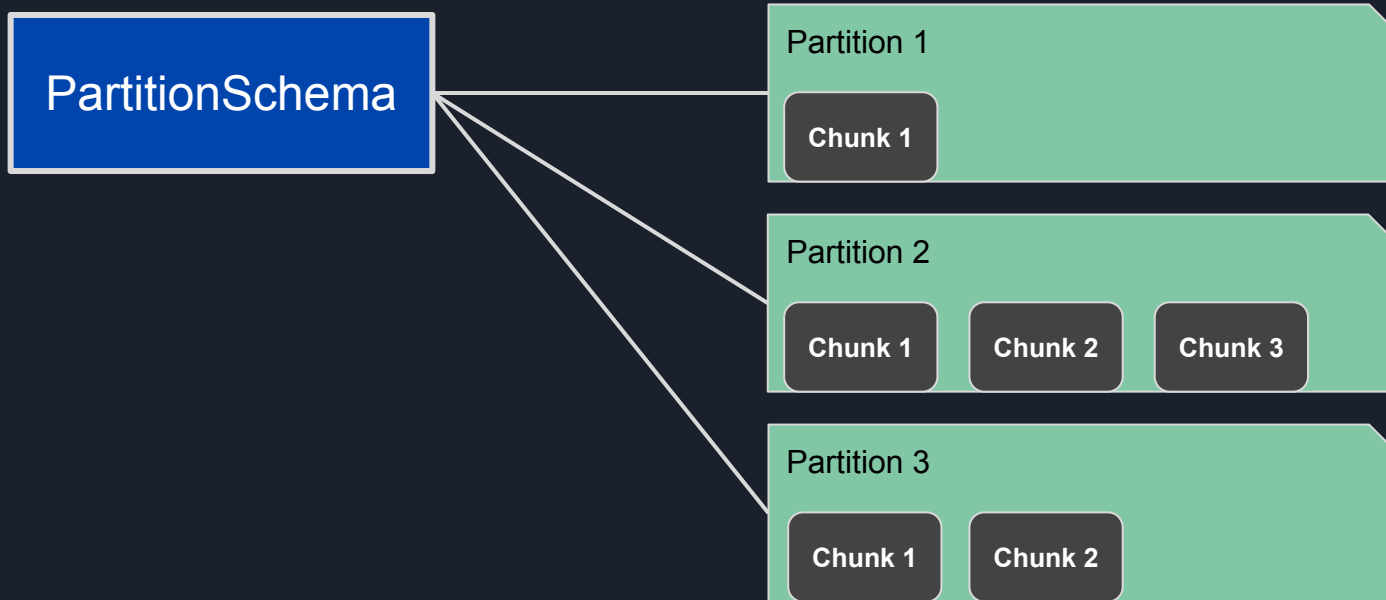 PartitionSchema
Partition 1
Chunk 1
Partition 2
Chunk 1 Chunk 2 Chunk 3
Partition 3
Chunk 1 Chunk 2